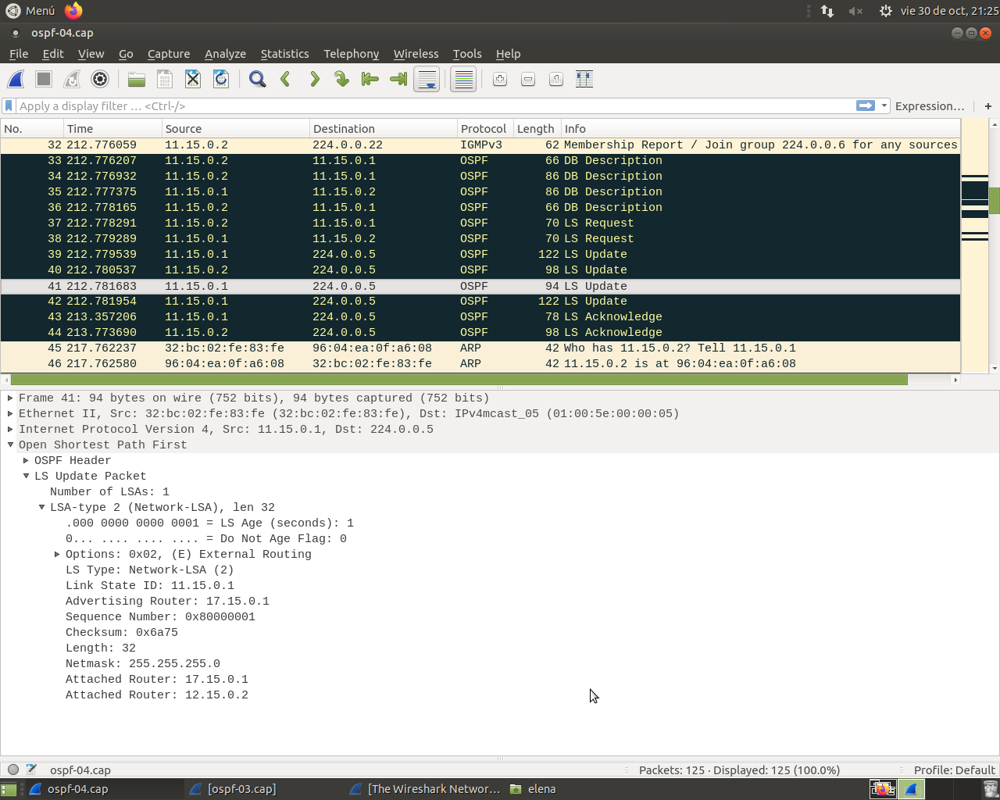 Menú vie 30 de oct, 21:25
ospf-04.cap
File Edit View Go Capture Analyze Statistics Telephony Wireless Tools Help
Apply a display filter … <Ctrl-/> Expression… +
No. Time Source Destination Protocol Length Info
32 212.776059 11.15.0.2 224.0.0.22 IGMPv3 62 Membership Report / Join group 224.0.0.6 for any sources
33 212.776207 11.15.0.2 11.15.0.1 OSPF 66 DB Description
34 212.776932 11.15.0.2 11.15.0.1 OSPF 86 DB Description
35 212.777375 11.15.0.1 11.15.0.2 OSPF 86 DB Description
36 212.778165 11.15.0.2 11.15.0.1 OSPF 66 DB Description
37 212.778291 11.15.0.2 11.15.0.1 OSPF 70 LS Request
38 212.779289 11.15.0.1 11.15.0.2 OSPF 70 LS Request
39 212.779539 11.15.0.1 224.0.0.5 OSPF 122 LS Update
40 212.780537 11.15.0.2 224.0.0.5 OSPF 98 LS Update
41 212.781683 11.15.0.1 224.0.0.5 OSPF 94 LS Update
42 212.781954 11.15.0.1 224.0.0.5 OSPF 122 LS Update
43 213.357206 11.15.0.1 224.0.0.5 OSPF 78 LS Acknowledge
44 213.773690 11.15.0.2 224.0.0.5 OSPF 98 LS Acknowledge
45 217.762237 32:bc:02:fe:83:fe 96:04:ea:0f:a6:08 ARP 42 Who has 11.15.0.2? Tell 11.15.0.1
46 217.762580 96:04:ea:0f:a6:08 32:bc:02:fe:83:fe ARP 42 11.15.0.2 is at 96:04:ea:0f:a6:08
Frame 41: 94 bytes on wire (752 bits), 94 bytes captured (752 bits)
Ethernet II, Src: 32:bc:02:fe:83:fe (32:bc:02:fe:83:fe), Dst: IPv4mcast_05 (01:00:5e:00:00:05)
Internet Protocol Version 4, Src: 11.15.0.1, Dst: 224.0.0.5
Open Shortest Path First
OSPF Header
LS Update Packet
Number of LSAs: 1
LSA-type 2 (Network-LSA), len 32
.000 0000 0000 0001 = LS Age (seconds): 1
0... .... .... .... = Do Not Age Flag: 0
Options: 0x02, (E) External Routing
LS Type: Network-LSA (2)
Link State ID: 11.15.0.1
Advertising Router: 17.15.0.1
Sequence Number: 0x80000001
Checksum: 0x6a75
Length: 32
Netmask: 255.255.255.0
Attached Router: 17.15.0.1
Attached Router: 12.15.0.2
ospf-04.cap Packets: 125 · Displayed: 125 (100.0%) Profile: Default
ospf-04.cap [ospf-03.cap] [The Wireshark Networ… elena